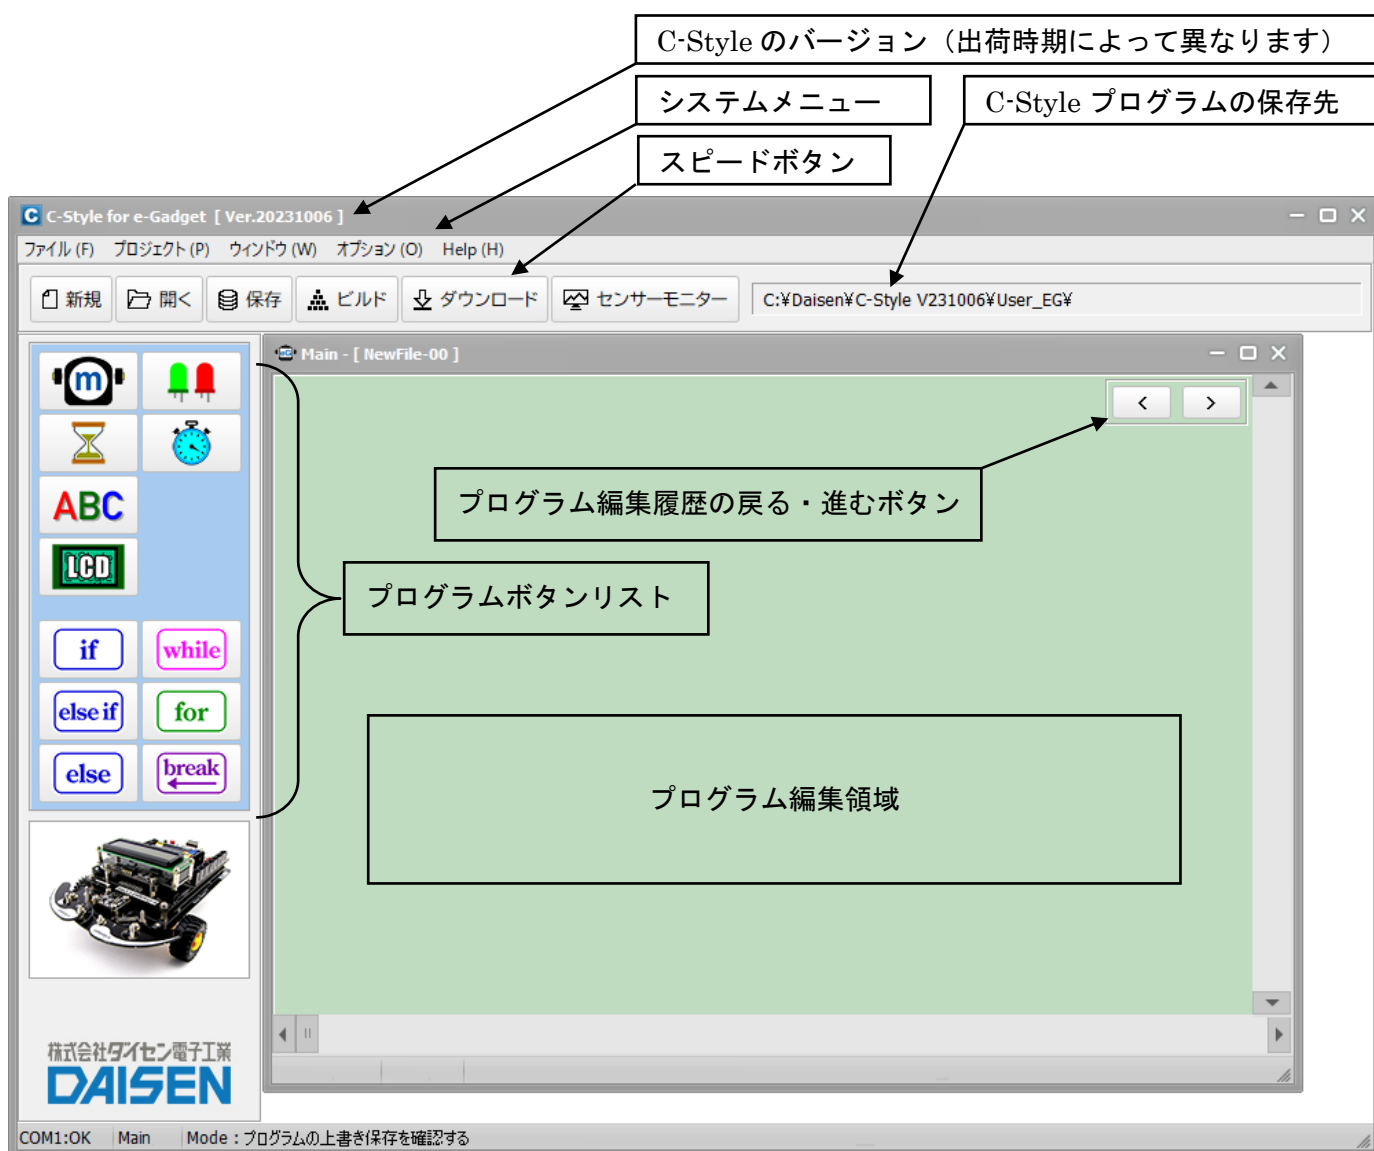 C-Style のバージョン（出荷時期によって異なります）
システムメニュー
C-Style プログラムの保存先
スピードボタン
C C-Style for e-Gadget [ Ver.20231006 ]
ファイル (F) プロジェクト (P) ウィンドウ (W) オプション (O) Help (H)
新規 開く 保存 ビルド ダウンロード センサーモニター C:¥Daisen¥C-Style V231006¥User_EG¥
Main - [ NewFile-00 ]
m
< >
プログラム編集履歴の戻る・進むボタン
ABC
LCD
プログラムボタンリスト
if while
else if for
else break
プログラム編集領域
株式会社ダイセン電子工業
DAISEN
COM1:OK Main Mode : プログラムの上書き保存を確認する